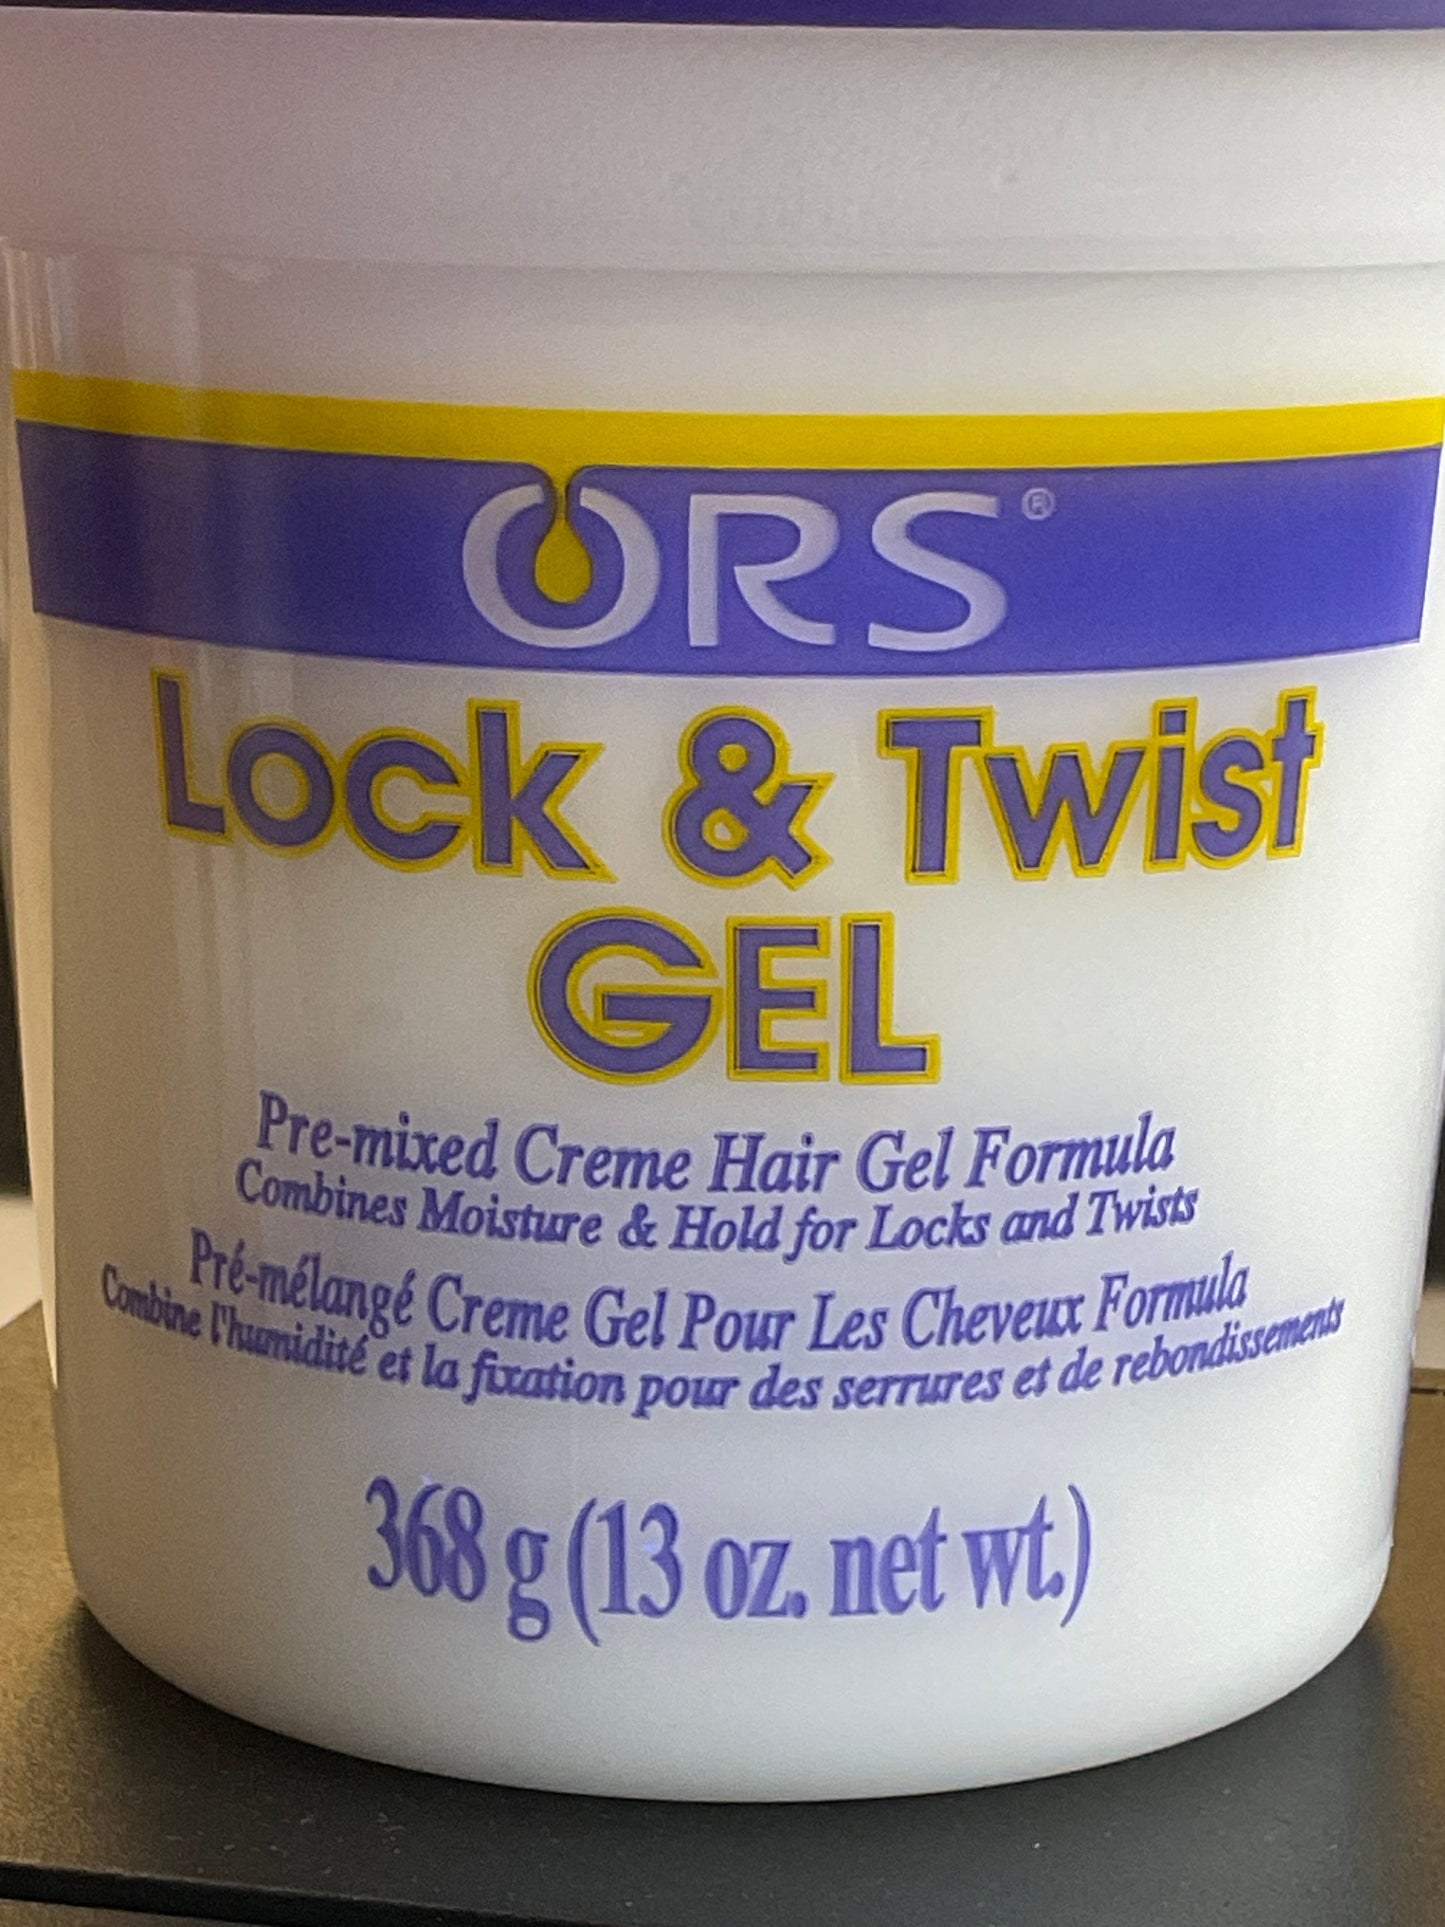 ORS®
Lock & Twist
GEL
Pre-mixed Creme Hair Gel Formula
Combines Moisture & Hold for Locks and Twists
Pré-mélangé Creme Gel Pour Les Cheveux Formula
Combine l'humidité et la fixation pour des serrures et de rebondissements
368 g (13 oz. net wt.)